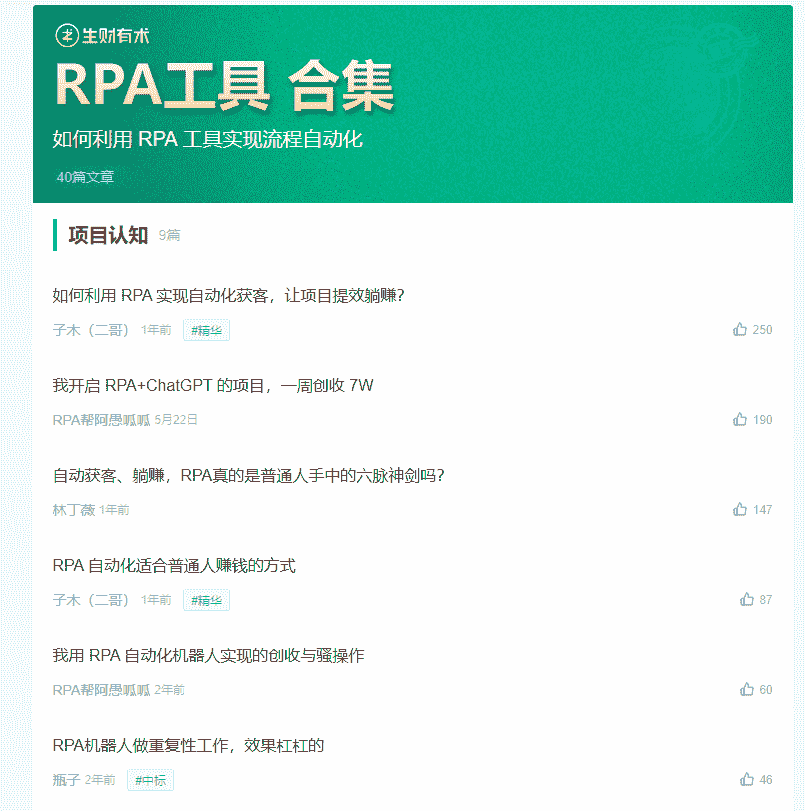 生财有术
RPA工具 合集
如何利用 RPA 工具实现流程自动化
40篇文章
项目认知 9篇
如何利用 RPA 实现自动化获客，让项目提效躺赚？
子木（二哥） 1年前 #精华 250
我开启 RPA+ChatGPT 的项目，一周创收 7W
RPA帮阿愚呱呱 5月22日 190
自动获客、躺赚，RPA真的是普通人手中的六脉神剑吗？
林丁薇 1年前 147
RPA 自动化适合普通人赚钱的方式
子木（二哥） 1年前 #精华 87
我用 RPA 自动化机器人实现的创收与骚操作
RPA帮阿愚呱呱 2年前 60
RPA机器人做重复性工作，效果杠杠的
瓶子 2年前 #中标 46